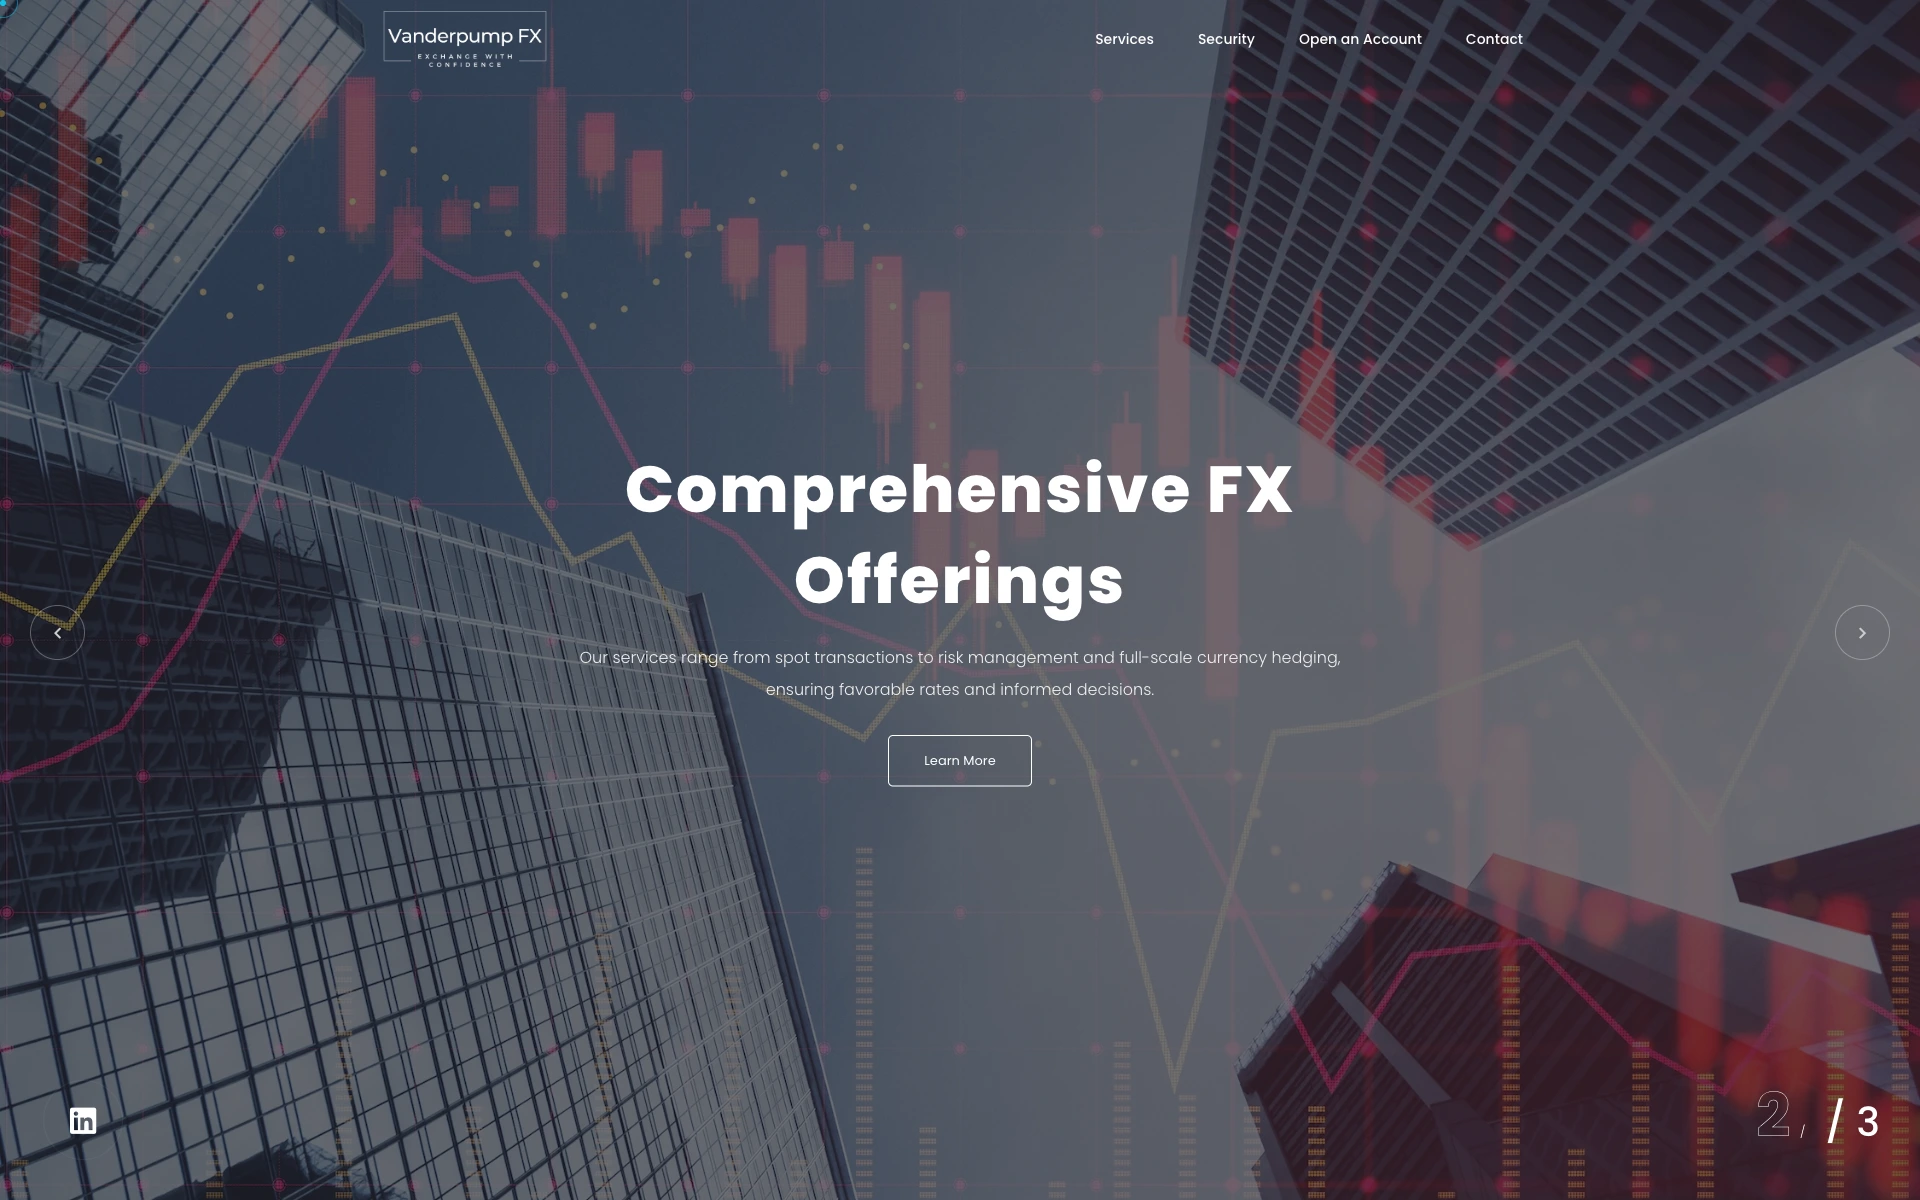 Vanderpump FX
EXCHANGE WITH
CONFIDENCE
Services
Security
Open an Account
Contact
Comprehensive FX
Offerings
Our services range from spot transactions to risk management and full-scale currency hedging,
ensuring favorable rates and informed decisions.
Learn More
in
2 / / 3